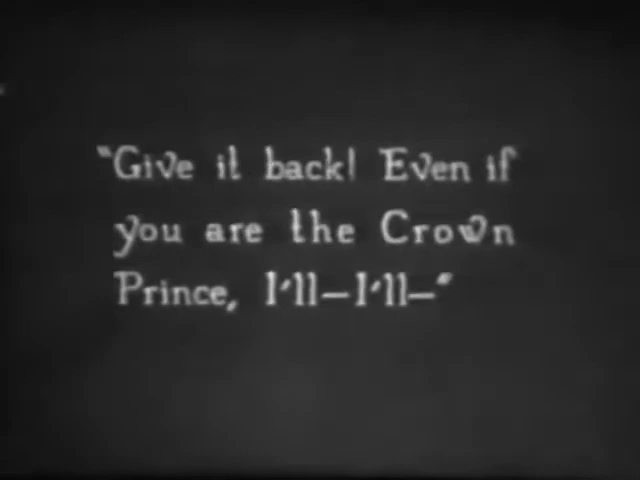 "Give it back! Even if
you are the Crown
Prince, I'll—I'll—"